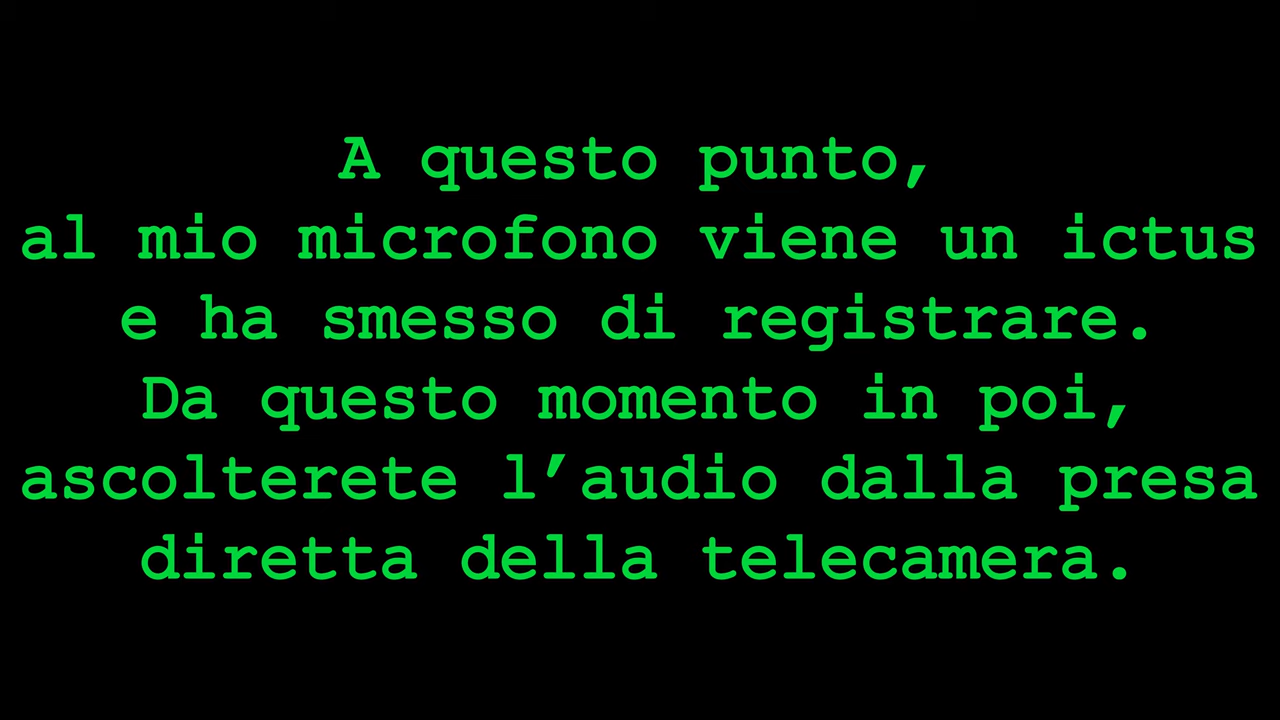 A questo punto,
al mio microfono viene un ictus
e ha smesso di registrare.
Da questo momento in poi,
ascolterete l’audio dalla presa
diretta della telecamera.